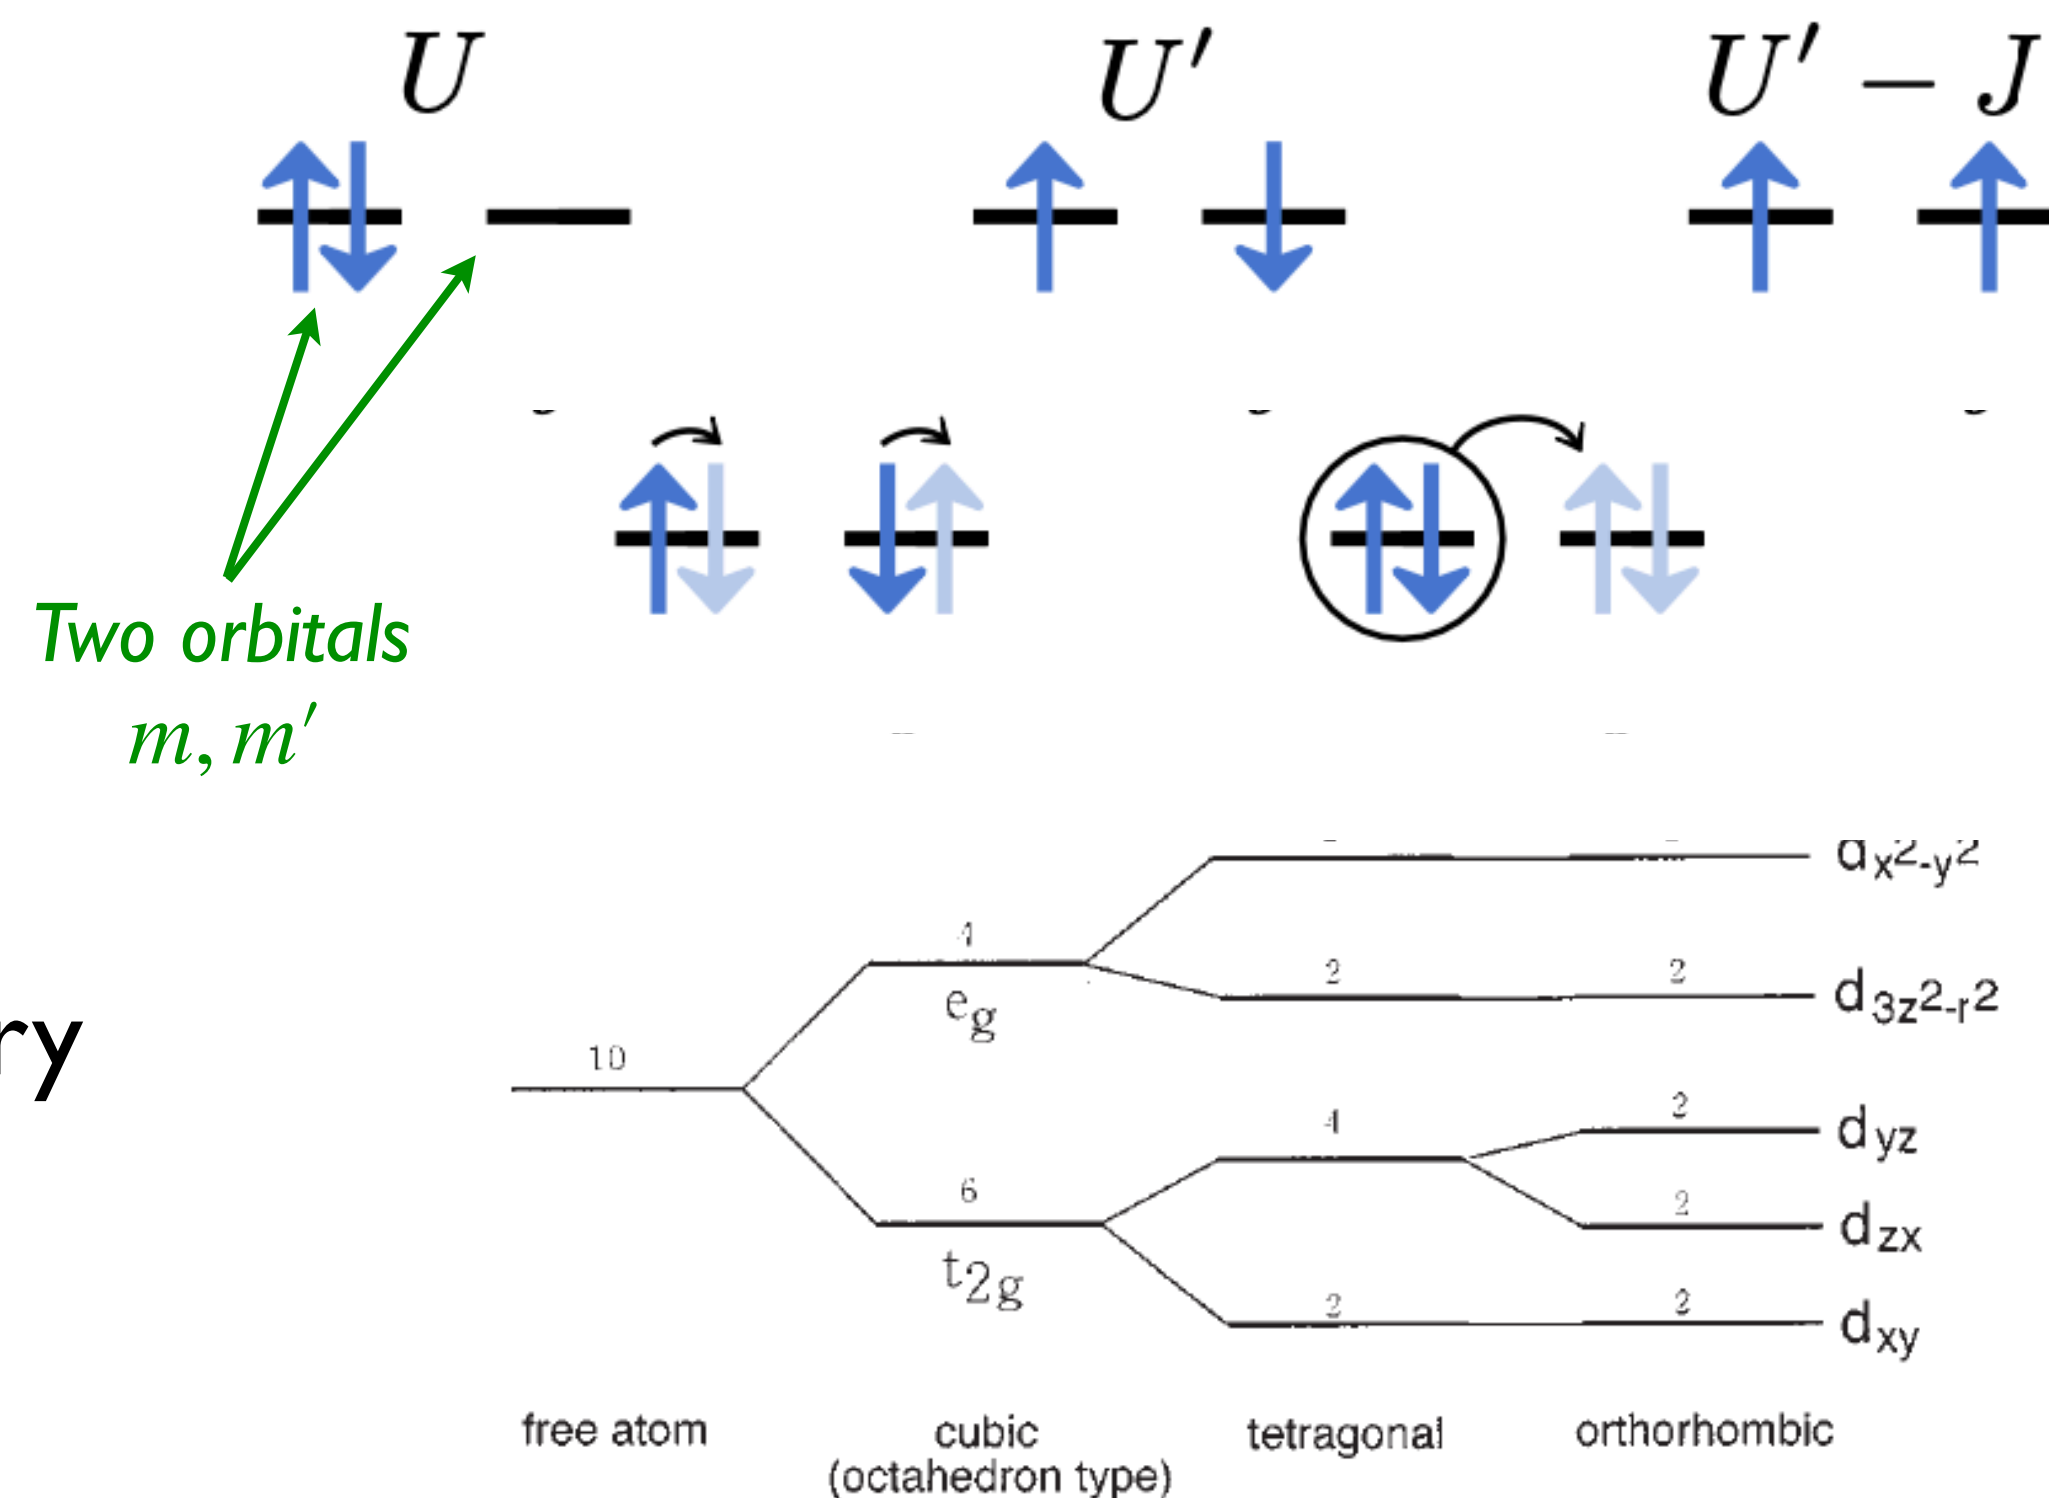 U
U′
U′ − J
Two orbitals
m, m′
ry
10
4
e_g
6
t_2g
2
2
4
2
2
2
2
d_x²-y²
d_3z²-r²
d_yz
d_zx
d_xy
free atom
cubic
(octahedron type)
tetragonal
orthorhombic